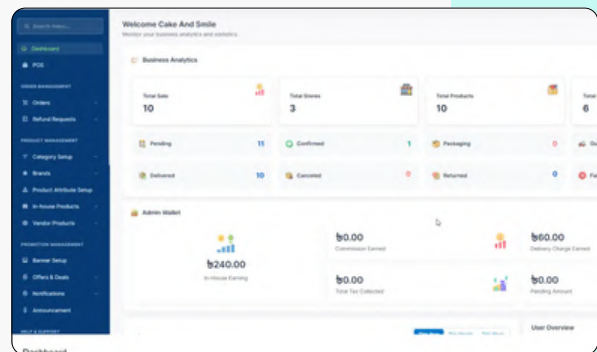 Search menu...
Dashboard
POS
ORDER MANAGEMENT
Orders
Refund Requests
PRODUCT MANAGEMENT
Category Setup
Brands
Product Attribute Setup
In-house Products
Vendor Products
PROMOTION MANAGEMENT
Banner Setup
Offers & Deals
Notifications
Announcement
HELP & SUPPORT
Welcome Cake And Smile
Monitor your business analytics and statistics.
Business Analytics
Total Sale
10
Total Stores
3
Total Products
10
Total
6
Pending
11
Confirmed
1
Packaging
0
Delivered
10
Canceled
0
Returned
0
Admin Wallet
৳240.00
In-House Earning
৳0.00
Commission Earned
৳60.00
Delivery Charge Earned
৳0.00
Total Tax Collected
৳0.00
Pending Amount
User Overview
Dashboard